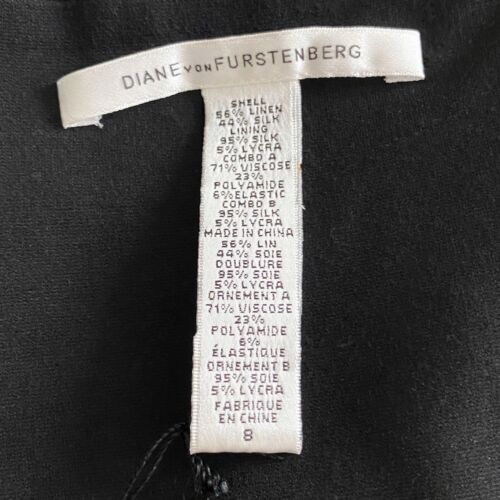 DIANE VON FURSTENBERG
SHELL
56% LINEN
44% SILK
LINING
95% SILK
5% LYCRA
COMBO A
71% VISCOSE
23%
POLYAMIDE
6% ELASTIC
COMBO B
95% SILK
5% LYCRA
MADE IN CHINA
56% LIN
44% SOIE
DOUBLURE
95% SOIE
5% LYCRA
ORNEMENT A
71% VISCOSE
23%
POLYAMIDE
6%
ÉLASTIQUE
ORNEMENT B
95% SOIE
5% LYCRA
FABRIQUE
EN CHINE
8